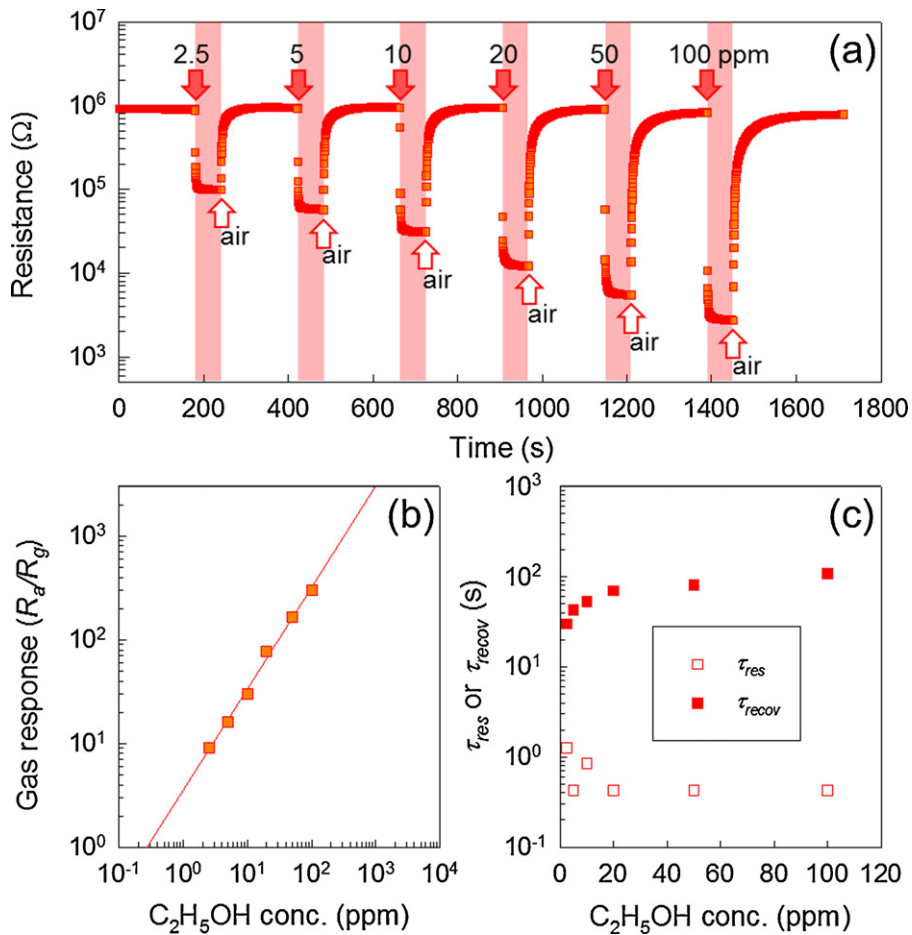 (a)
2.5 5 10 20 50 100 ppm
10⁷
10⁶
10⁵
10⁴
10³
Resistance (Ω)
air
air
air
air
air
air
0 200 400 600 800 1000 1200 1400 1600 1800
Time (s)
(b)
10³
10²
10¹
10⁰
Gas response (Ra/Rg)
10⁻¹ 10⁰ 10¹ 10² 10³ 10⁴
C₂H₅OH conc. (ppm)
(c)
10³
10²
10¹
10⁰
10⁻¹
τres or τrecov (s)
τres
τrecov
0 20 40 60 80 100 120
C₂H₅OH conc. (ppm)